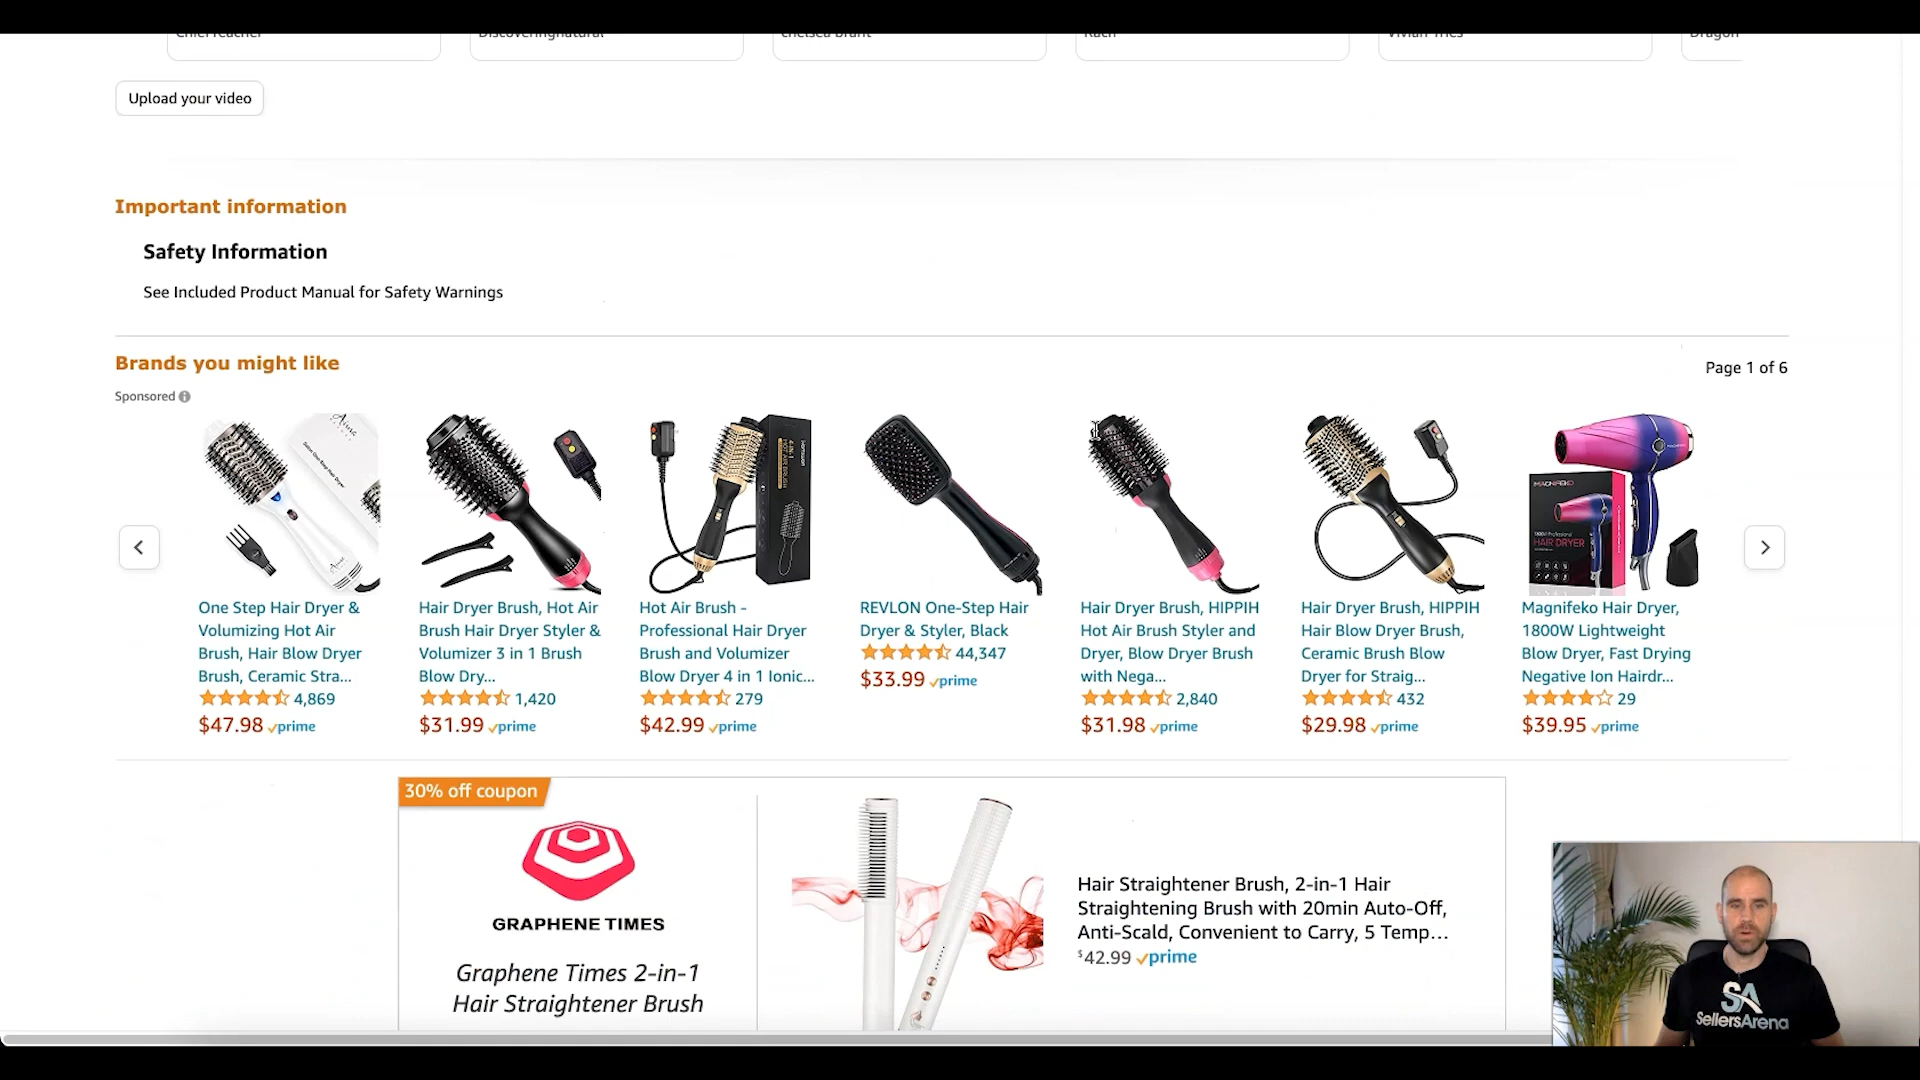 Upload your video
Important information
Safety Information
See Included Product Manual for Safety Warnings
Brands you might like
Page 1 of 6
Sponsored
One Step Hair Dryer &
Volumizing Hot Air
Brush, Hair Blow Dryer
Brush, Ceramic Stra...
4,869
$47.98 prime
Hair Dryer Brush, Hot Air
Brush Hair Dryer Styler &
Volumizer 3 in 1 Brush
Blow Dry...
1,420
$31.99 prime
Hot Air Brush -
Professional Hair Dryer
Brush and Volumizer
Blow Dryer 4 in 1 Ionic...
279
$42.99 prime
REVLON One-Step Hair
Dryer & Styler, Black
44,347
$33.99 prime
Hair Dryer Brush, HIPPIH
Hot Air Brush Styler and
Dryer, Blow Dryer Brush
with Nega...
2,840
$31.98 prime
Hair Dryer Brush, HIPPIH
Hair Blow Dryer Brush,
Ceramic Brush Blow
Dryer for Straig...
432
$29.98 prime
MAGNIFEKO
HAIR DRYER
Magnifeko Hair Dryer,
1800W Lightweight
Blow Dryer, Fast Drying
Negative Ion Hairdr...
29
$39.95 prime
30% off coupon
GRAPHENE TIMES
Graphene Times 2-in-1
Hair Straightener Brush
Hair Straightener Brush, 2-in-1 Hair
Straightening Brush with 20min Auto-Off,
Anti-Scald, Convenient to Carry, 5 Temp...
$42.99 prime
SA
SellersArena